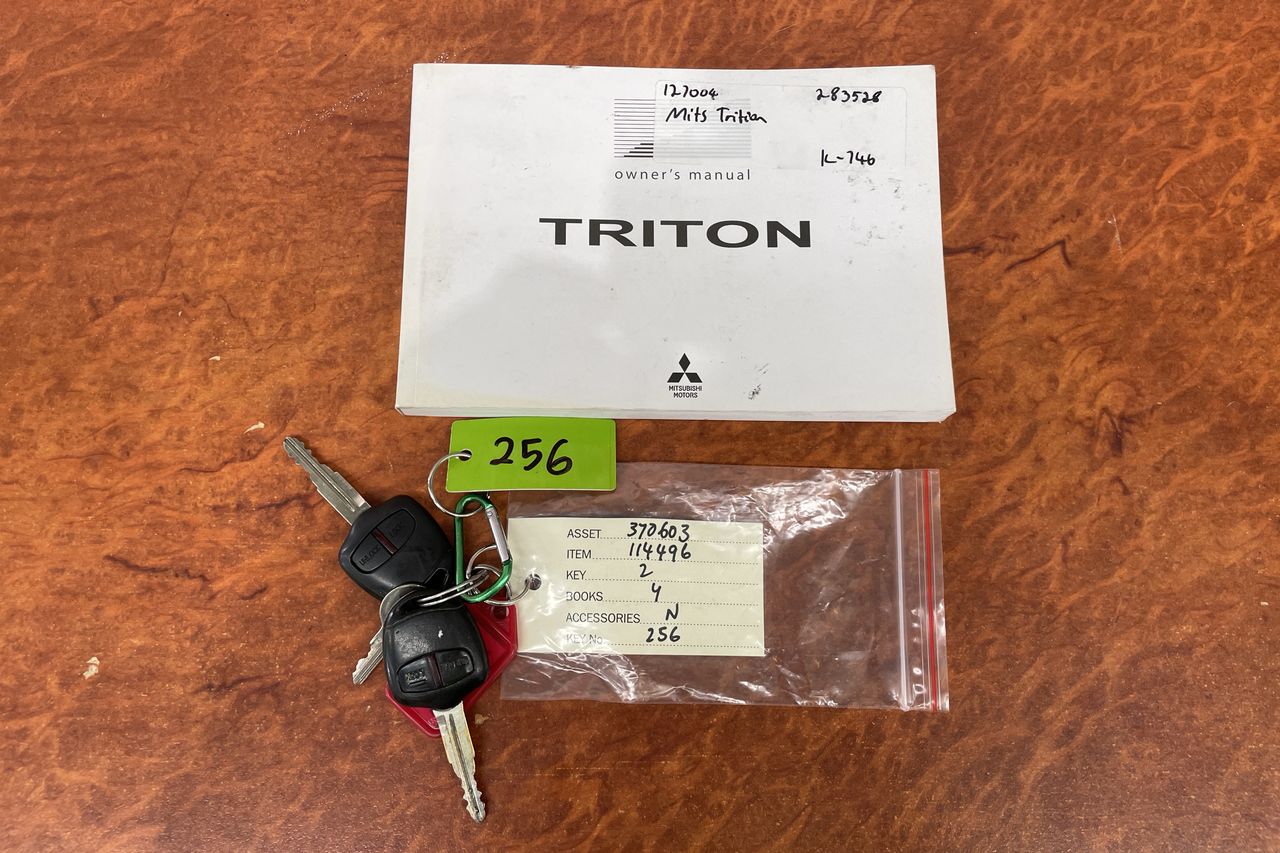 127004 283528
Mits Triton
K-746
owner's manual
TRITON
MITSUBISHI
MOTORS
256
ASSET 370603
ITEM 114496
KEY 2
BOOKS Y
ACCESSORIES N
KEY No 256
LOCK